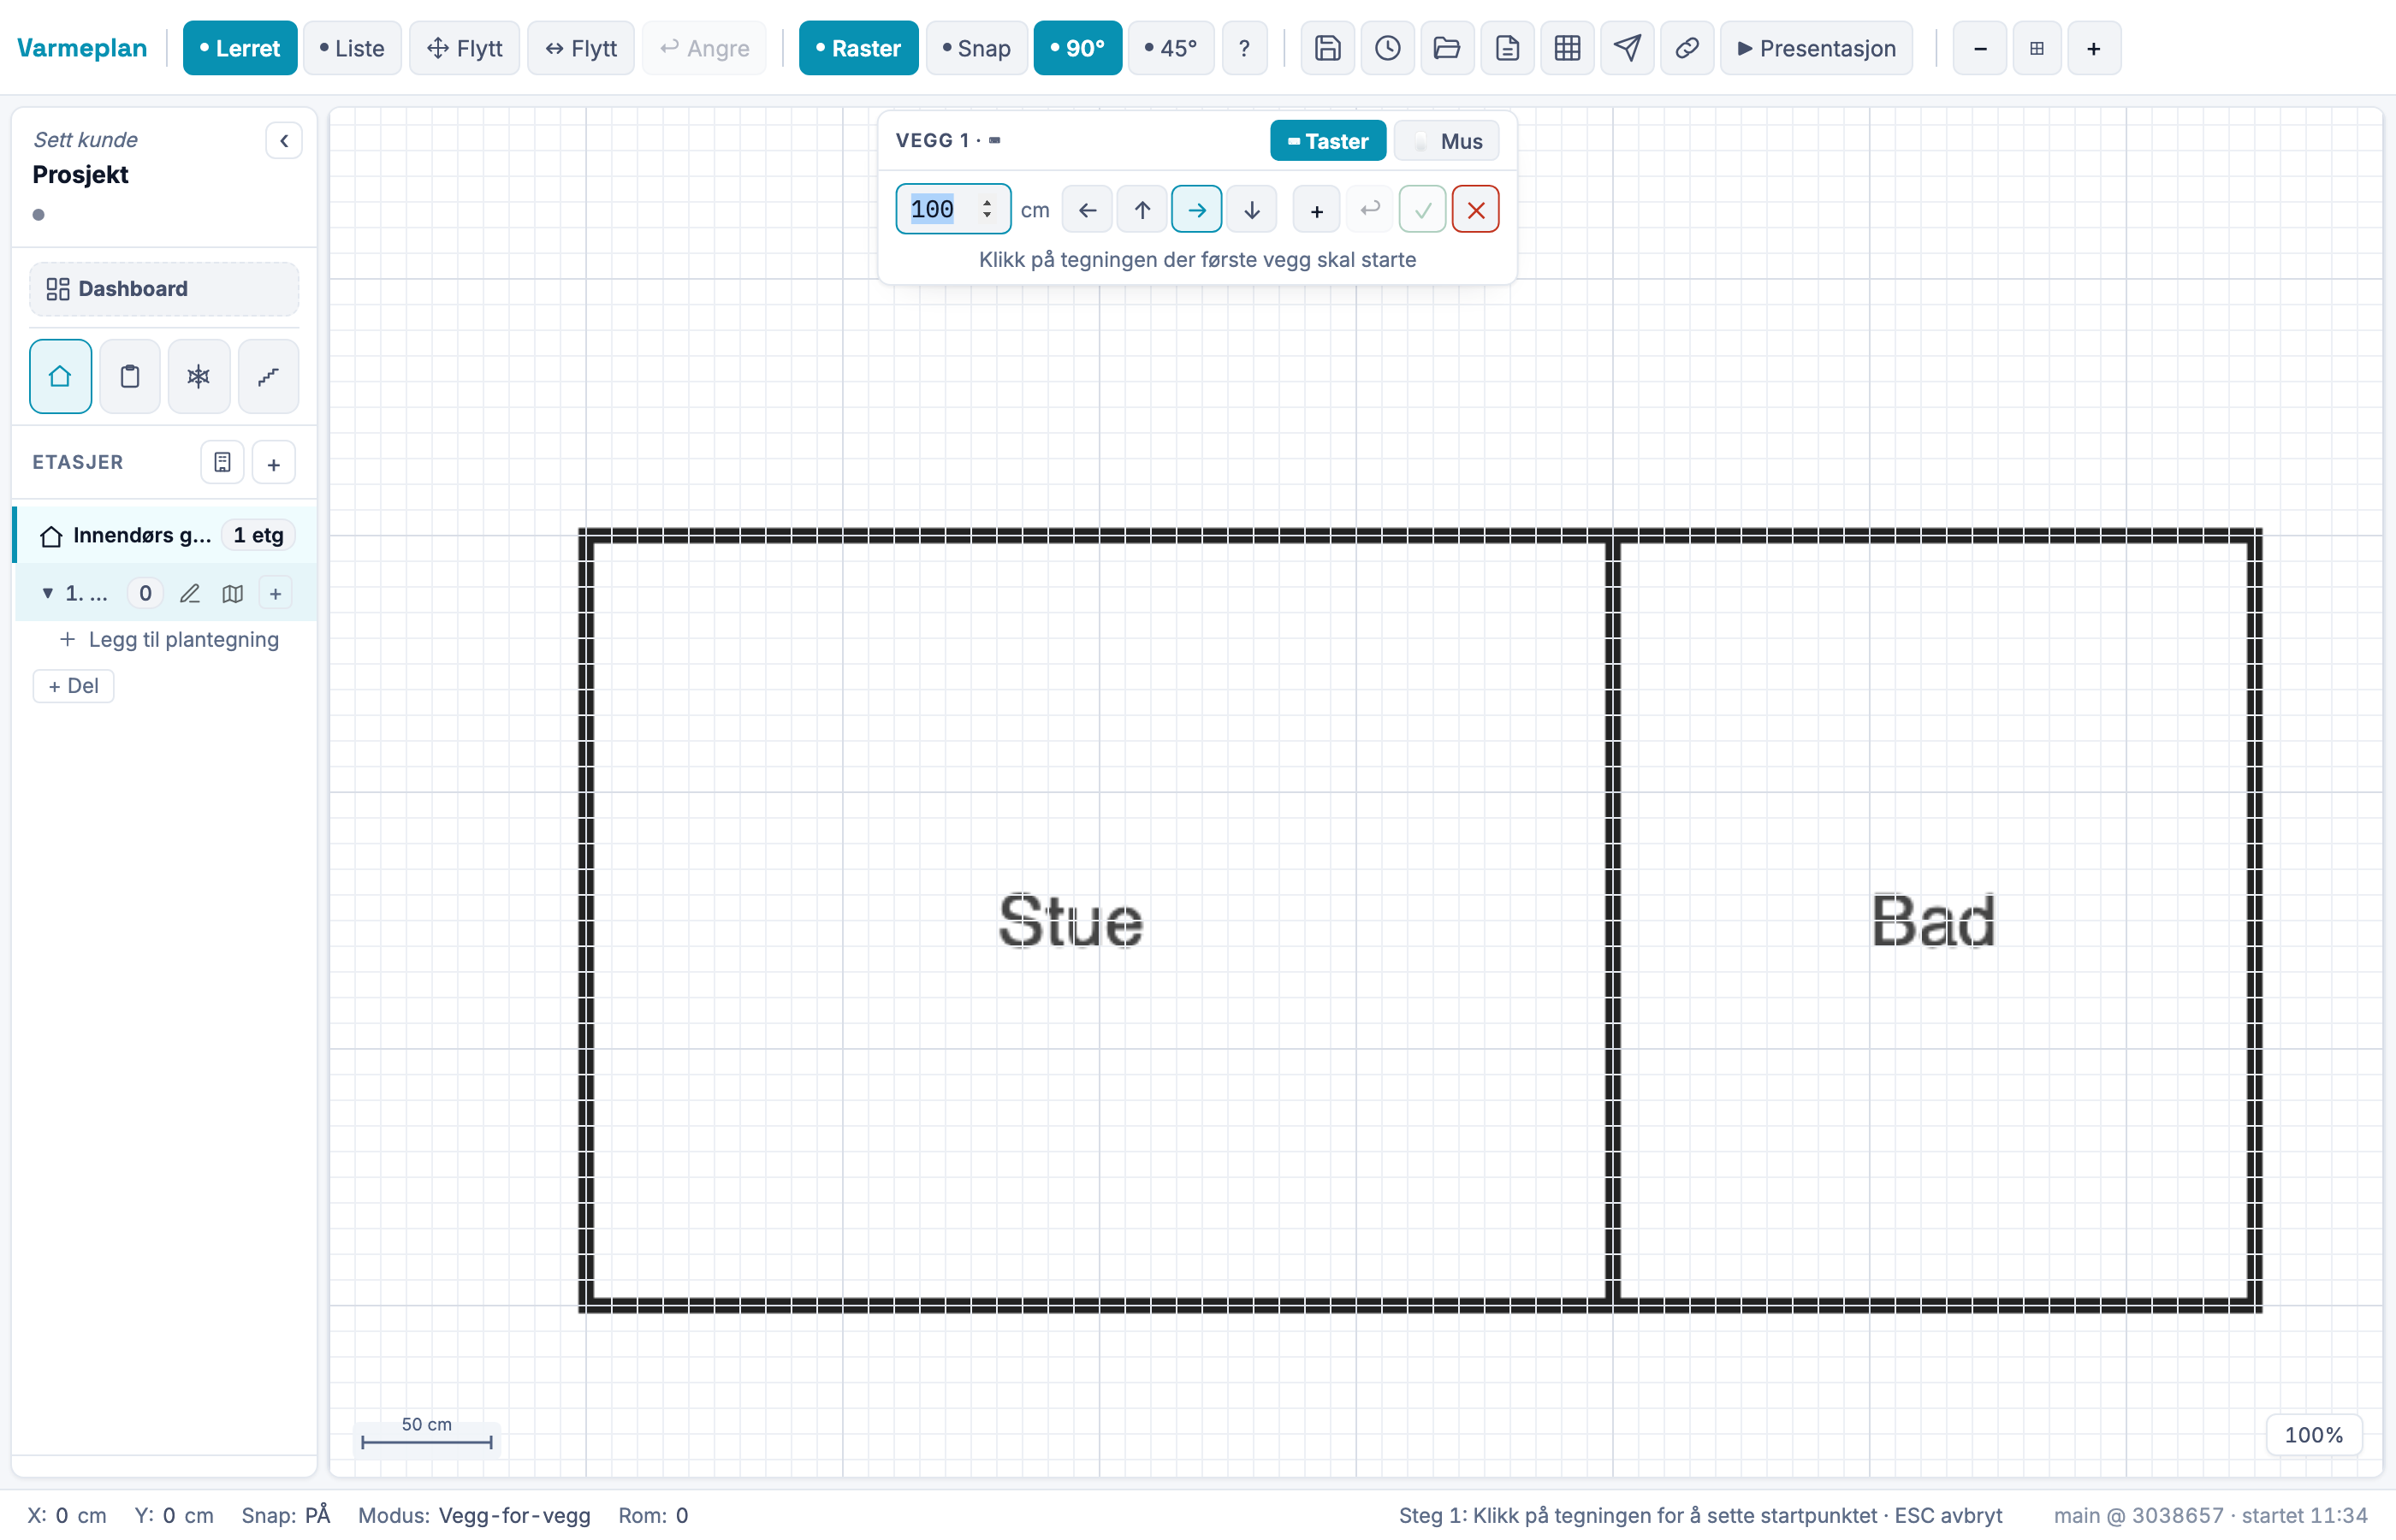 Varmeplan
Lerret
Liste
Flytt
Flytt
Angre
Raster
Snap
90°
45°
?
Presentasjon
Sett kunde
Prosjekt
Dashboard
ETASJER
Innendørs g... 1 etg
1. ... 0
+ Legg til plantegning
+ Del
VEGG 1 ·
Taster
Mus
100 cm
Klikk på tegningen der første vegg skal starte
Stue
Bad
50 cm
100%
X: 0 cm Y: 0 cm Snap: PÅ Modus: Vegg-for-vegg Rom: 0
Steg 1: Klikk på tegningen for å sette startpunktet · ESC avbryt
main @ 3038657 · startet 11:34